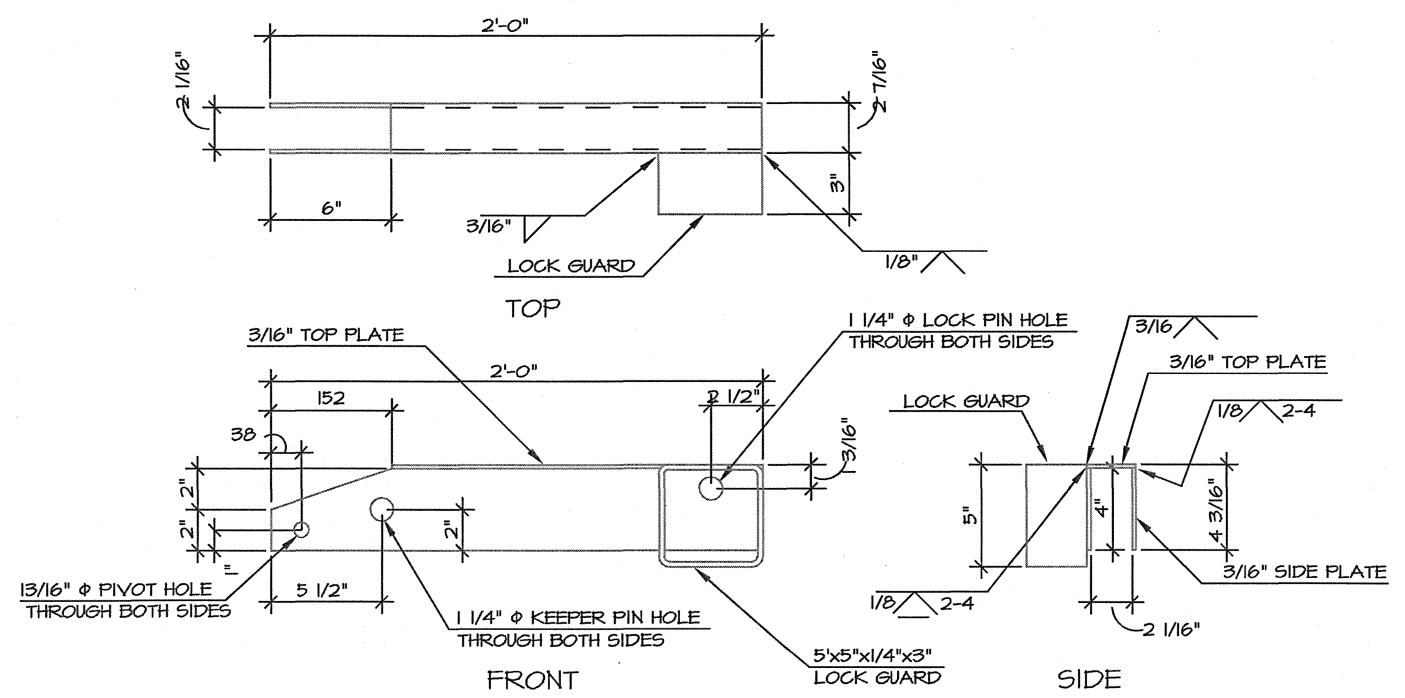 2'-0"
2 1/16"
2 7/16"
6"
3/16"
3"
LOCK GUARD
1/8"
TOP
3/16" TOP PLATE
1 1/4" Φ LOCK PIN HOLE
THROUGH BOTH SIDES
2'-0"
152
2 1/2"
38
1 3/16"
2"
2"
1"
2"
5 1/2"
13/16" Φ PIVOT HOLE
THROUGH BOTH SIDES
1 1/4" Φ KEEPER PIN HOLE
THROUGH BOTH SIDES
5'x5"x1/4"x3"
LOCK GUARD
FRONT
3/16
3/16" TOP PLATE
LOCK GUARD
1/8 2-4
5"
4"
4 3/16"
3/16" SIDE PLATE
1/8 2-4
2 1/16"
SIDE